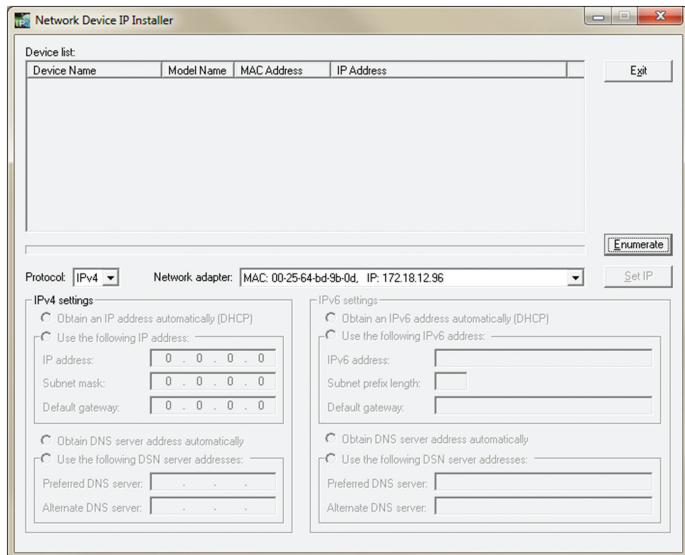 IP
Network Device IP Installer
Device list:
Device Name Model Name MAC Address IP Address
Exit
Enumerate
Protocol: IPv4 Network adapter: MAC: 00-25-64-bd-9b-0d, IP: 172.18.12.96
Set IP
IPv4 settings
Obtain an IP address automatically (DHCP)
Use the following IP address:
IP address: 0 . 0 . 0 . 0
Subnet mask: 0 . 0 . 0 . 0
Default gateway: 0 . 0 . 0 . 0
Obtain DNS server address automatically
Use the following DSN server addresses:
Preferred DNS server: . . .
Alternate DNS server: . . .
IPv6 settings
Obtain an IPv6 address automatically (DHCP)
Use the following IPv6 address:
IPv6 address:
Subnet prefix length:
Default gateway:
Obtain DNS server address automatically
Use the following DSN server addresses:
Preferred DNS server:
Alternate DNS server: